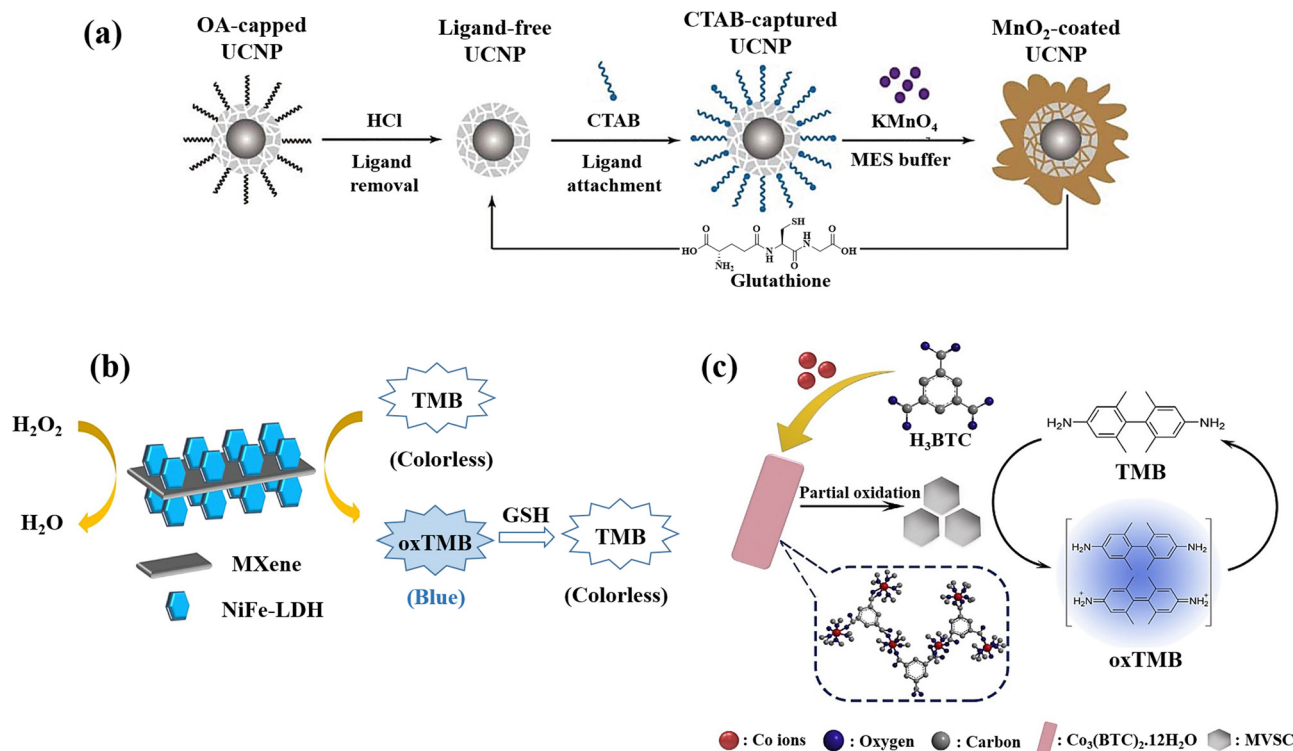 (a)
OA-capped
UCNP
HCl
Ligand
removal
Ligand-free
UCNP
CTAB
Ligand
attachment
CTAB-captured
UCNP
KMnO₄
MES buffer
MnO₂-coated
UCNP
O
HO
NH₂
O
N
H
SH
H
N
O
O
OH
Glutathione
(b)
H₂O₂
H₂O
MXene
NiFe-LDH
TMB
(Colorless)
oxTMB
(Blue)
GSH
TMB
(Colorless)
(c)
H₃BTC
Partial oxidation
H₂N
NH₂
TMB
H₂N
NH₂
H₂N⁺
NH₂⁺
oxTMB
: Co ions : Oxygen : Carbon : Co₃(BTC)₂.12H₂O : MVSC